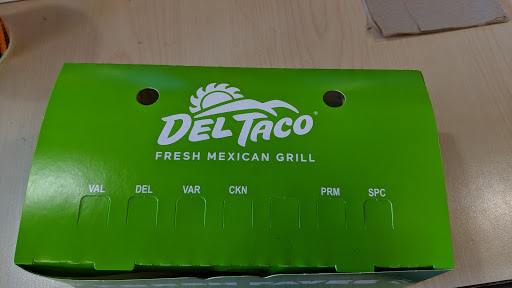 DEL TACO®
FRESH MEXICAN GRILL
VAL DEL VAR CKN PRM SPC